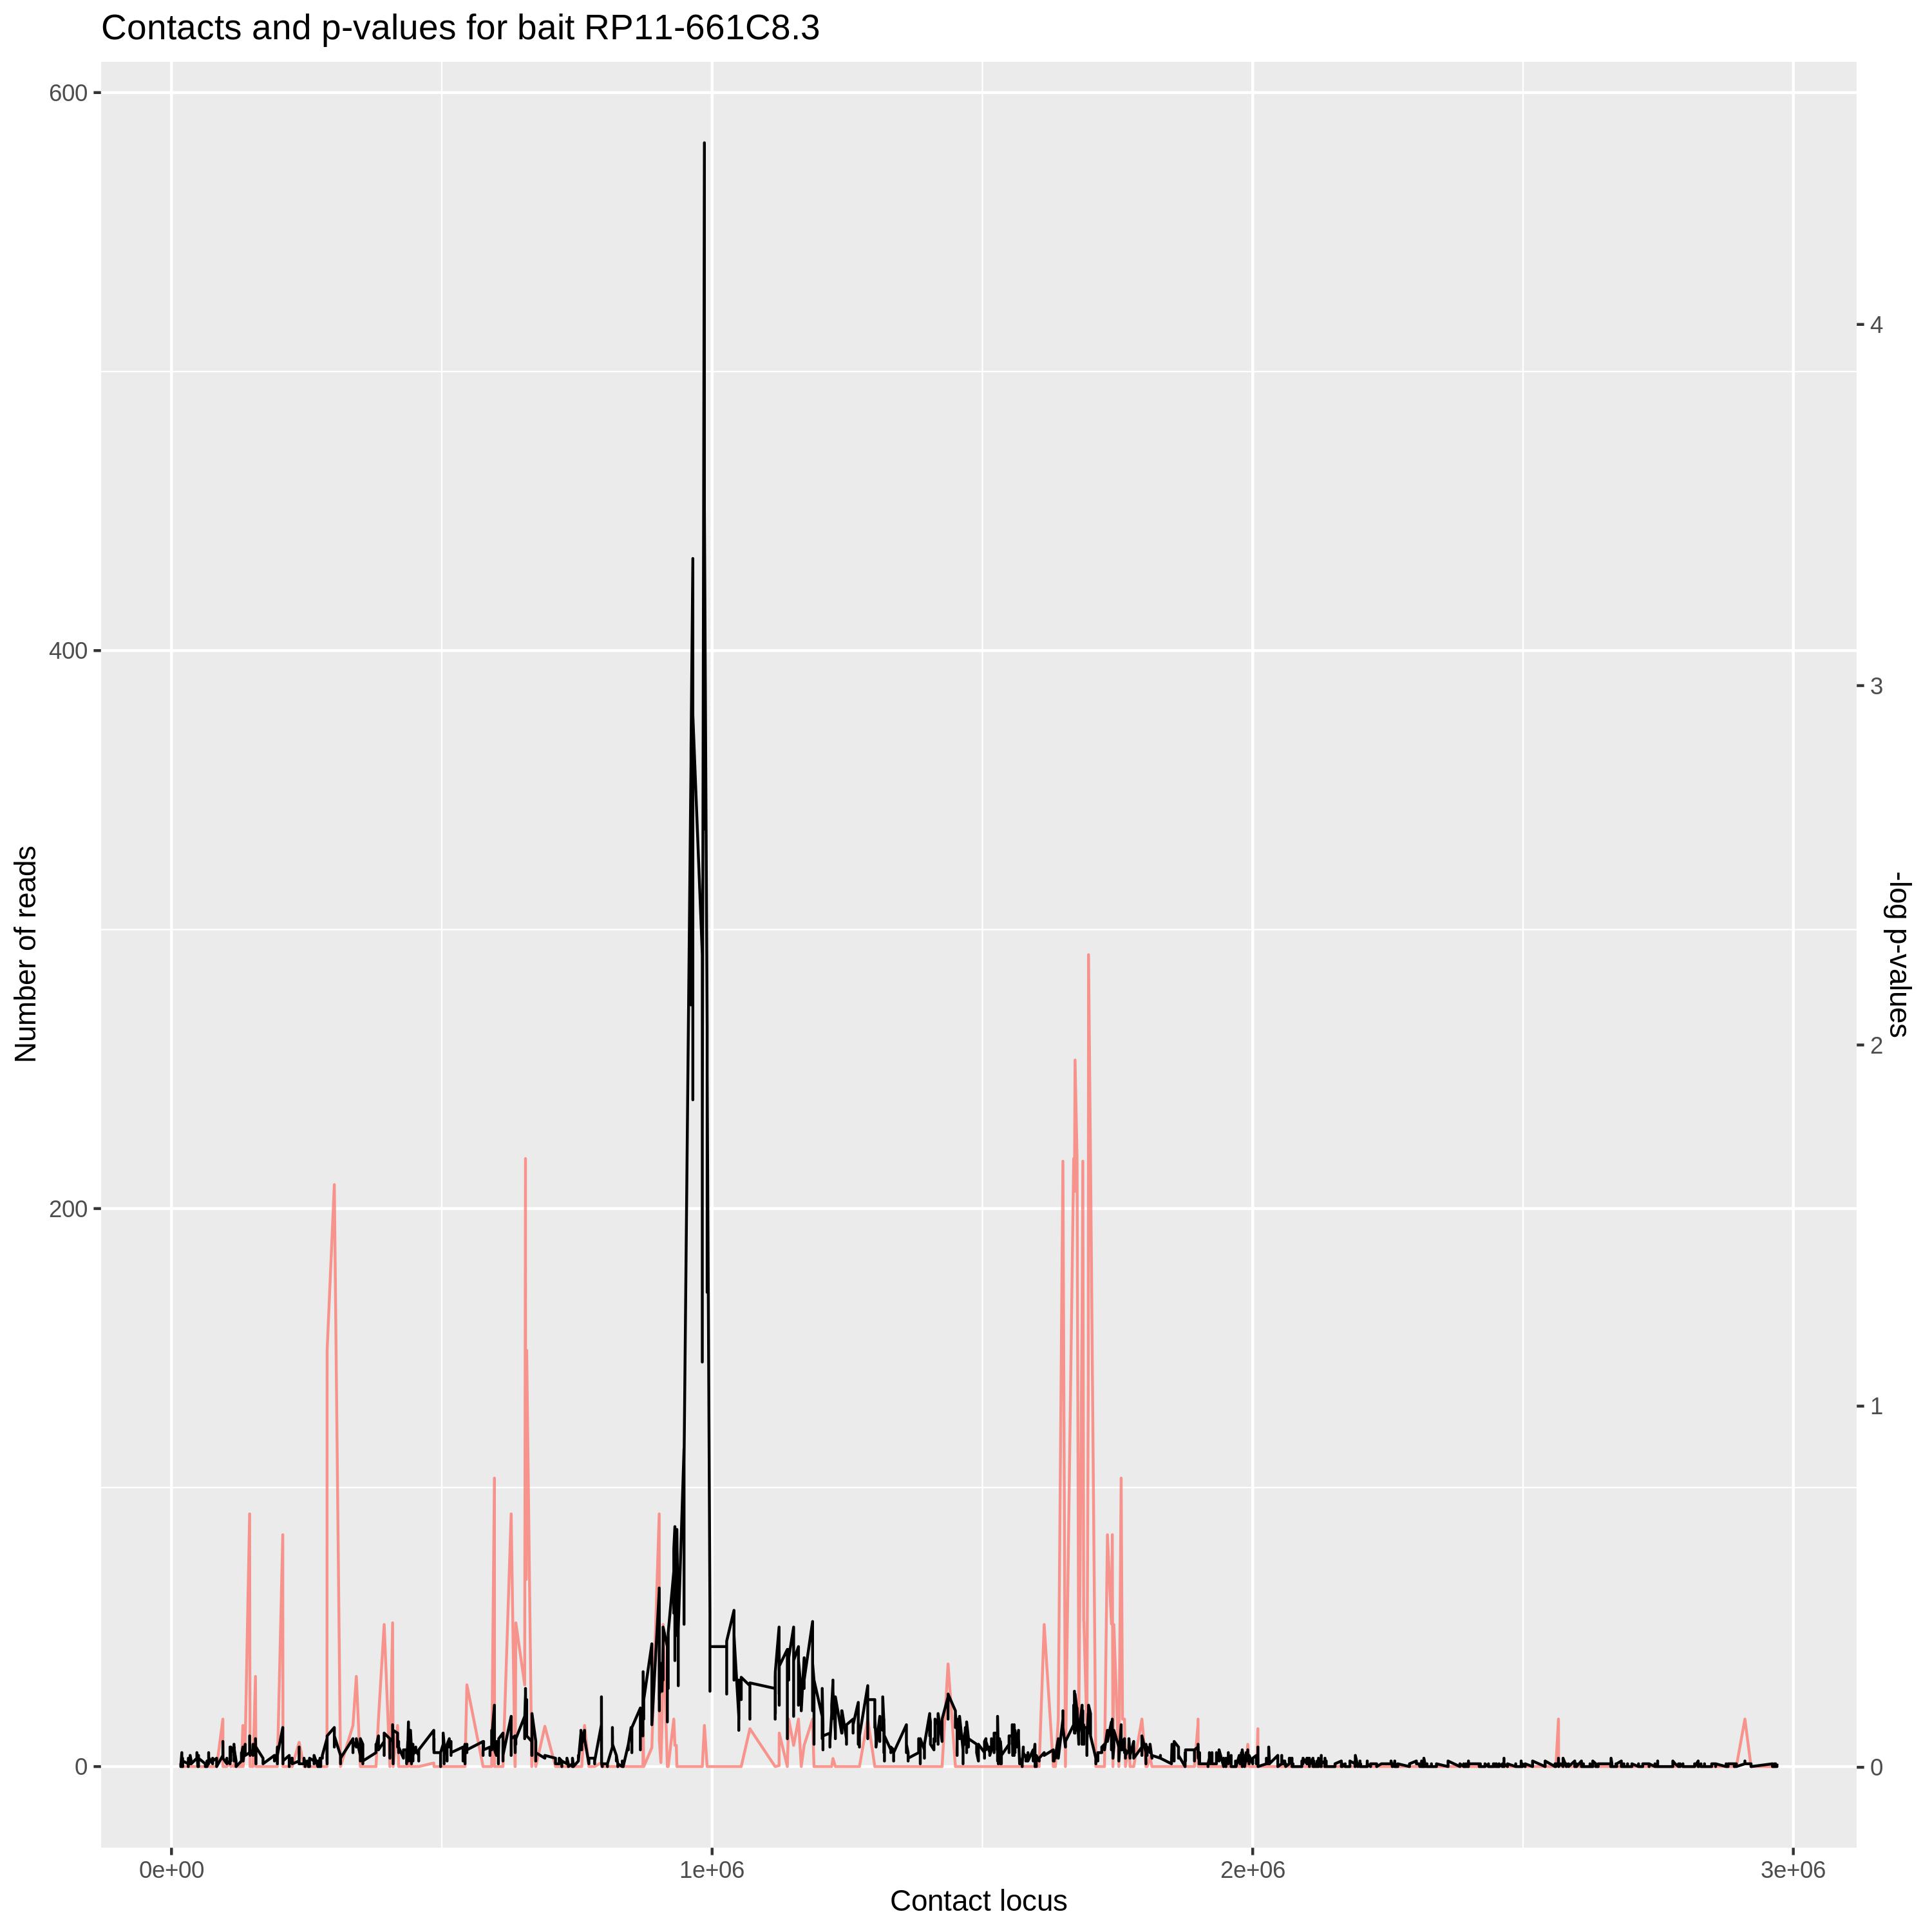 Contacts and p-values for bait RP11-661C8.3
600
400
200
0
Number of reads
4
3
2
1
0
-log p-values
0e+00
1e+06
2e+06
3e+06
Contact locus